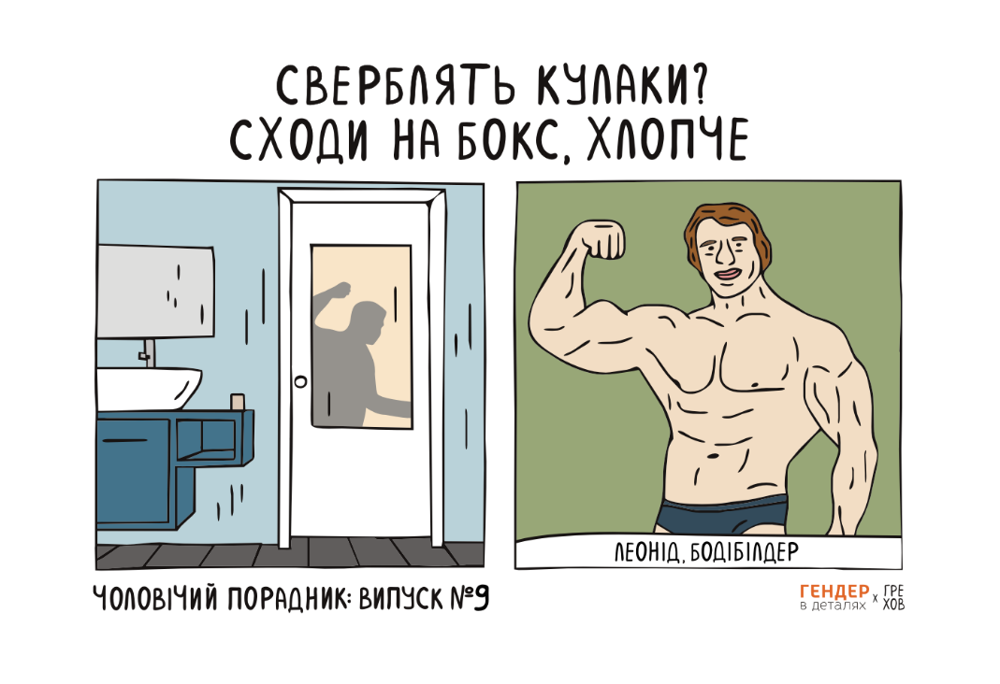 СВЕРБЛЯТЬ КУЛАКИ?
СХОДИ НА БОКС, ХЛОПЧЕ
ЛЕОНІД, БОДІБІЛДЕР
ЧОЛОВІЧИЙ ПОРАДНИК: ВИПУСК №9
ГЕНДЕР
в деталях
х
ГРЕ
ХОВ